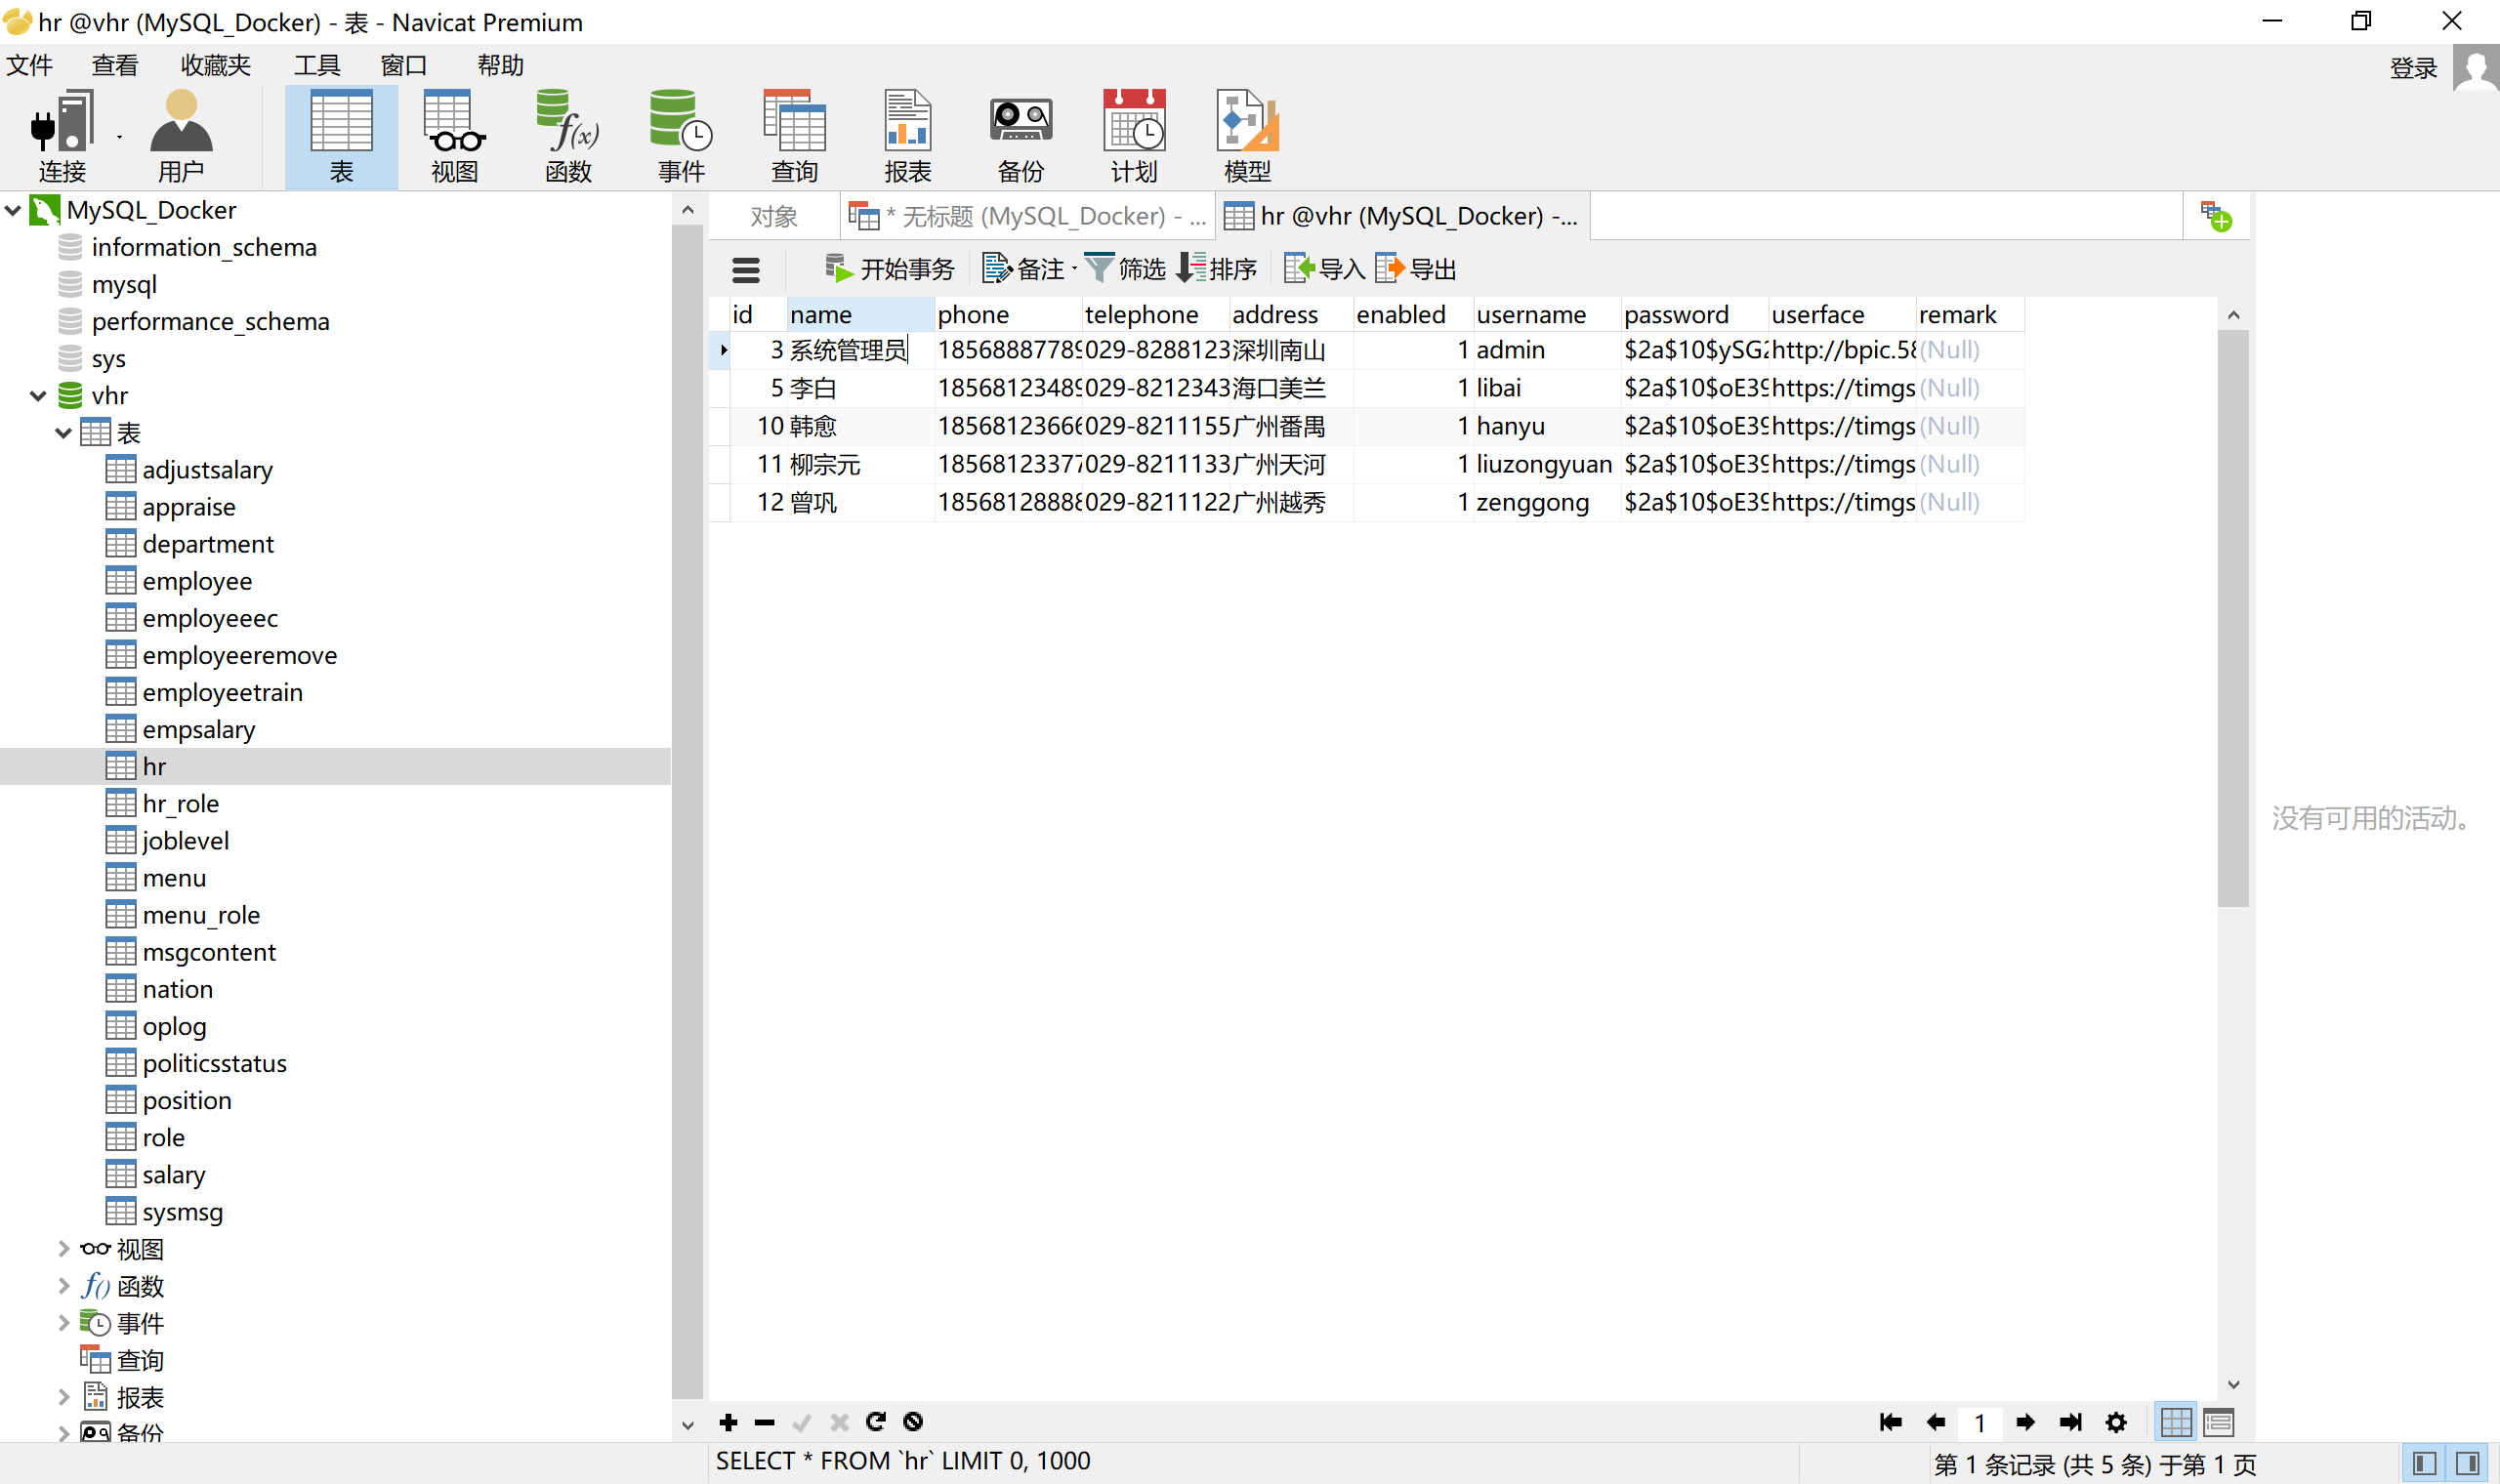 hr @vhr (MySQL_Docker) - 表 - Navicat Premium
文件 查看 收藏夹 工具 窗口 帮助 登录
连接 用户 表 视图 函数 事件 查询 报表 备份 计划 模型
MySQL_Docker
information_schema
mysql
performance_schema
sys
vhr
表
adjustsalary
appraise
department
employee
employeeec
employeeremove
employeetrain
empsalary
hr
hr_role
joblevel
menu
menu_role
msgcontent
nation
oplog
politicsstatus
position
role
salary
sysmsg
视图
函数
事件
查询
报表
备份
对象 * 无标题 (MySQL_Docker) - ... hr @vhr (MySQL_Docker) -...
开始事务 备注 筛选 排序 导入 导出
id name phone telephone address enabled username password userface remark
3 系统管理员 18568887789 029-8288123 深圳南山 1 admin $2a$10$ySG2 http://bpic.58 (Null)
5 李白 18568123489 029-8212343 海口美兰 1 libai $2a$10$oE39 https://timgs (Null)
10 韩愈 18568123666 029-8211155 广州番禺 1 hanyu $2a$10$oE39 https://timgs (Null)
11 柳宗元 18568123377 029-8211133 广州天河 1 liuzongyuan $2a$10$oE39 https://timgs (Null)
12 曾巩 18568128888 029-8211122 广州越秀 1 zenggong $2a$10$oE39 https://timgs (Null)
没有可用的活动。
1
SELECT * FROM `hr` LIMIT 0, 1000
第 1 条记录 (共 5 条) 于第 1 页